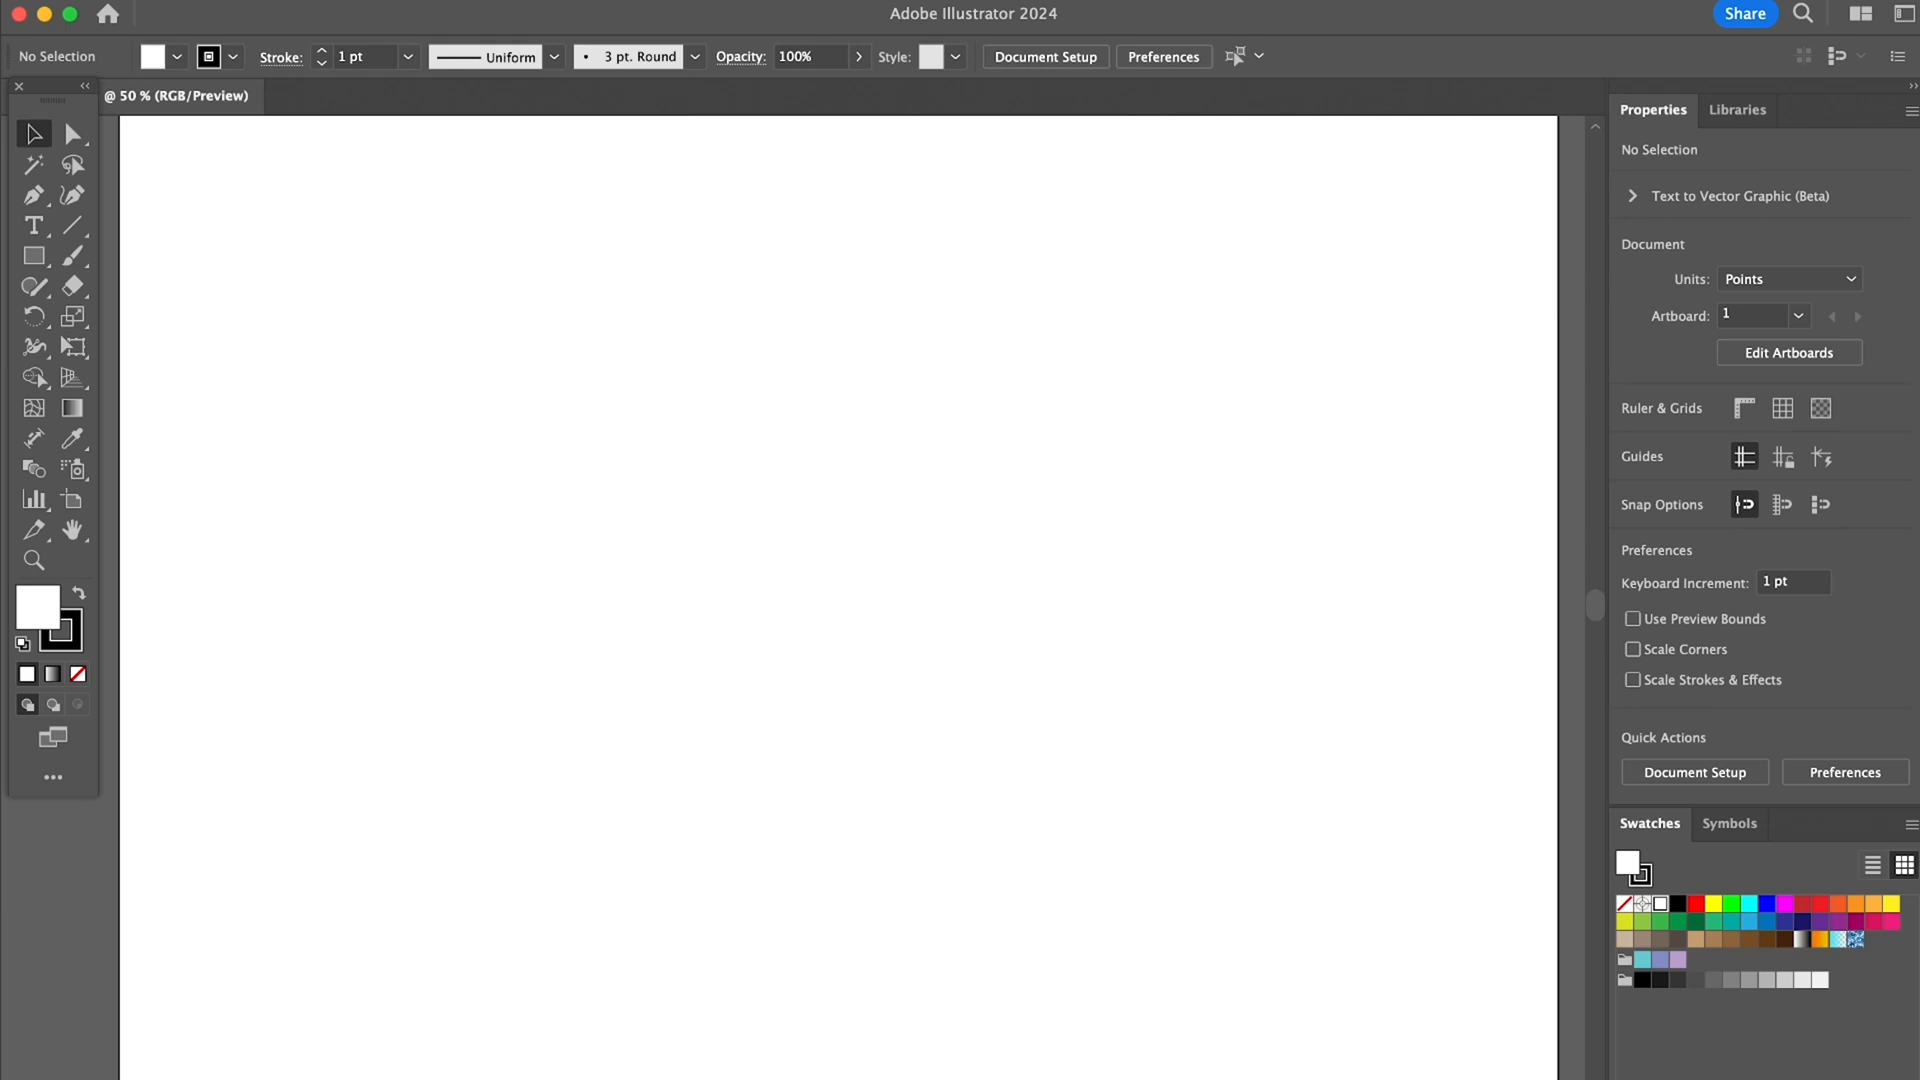 Adobe Illustrator 2024
Share
No Selection
Stroke:
1 pt
Uniform
3 pt. Round
Opacity:
100%
Style:
Document Setup
Preferences
@ 50 % (RGB/Preview)
Properties
Libraries
No Selection
Text to Vector Graphic (Beta)
Document
Units:
Points
Artboard:
1
Edit Artboards
Ruler & Grids
Guides
Snap Options
Preferences
Keyboard Increment:
1 pt
Use Preview Bounds
Scale Corners
Scale Strokes & Effects
Quick Actions
Document Setup
Preferences
Swatches
Symbols